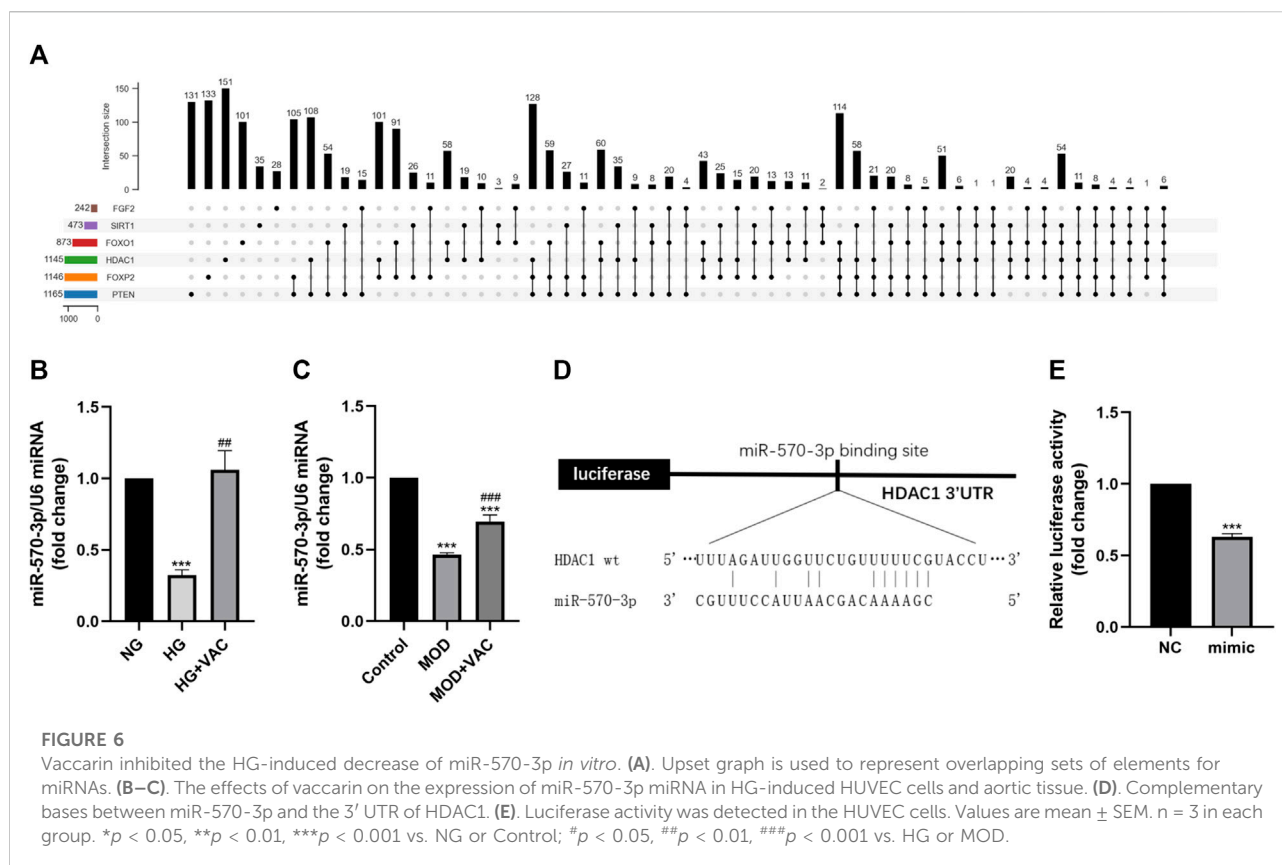 A
Intersection size
150
100
50
0
131 133 151 101 35 28 105 108 54 19 15 101 91 26 11 58 19 10 3 9 128 59 27 11 60 35 9 8 20 4 43 25 15 20 13 13 11 2 114 58 21 20 8 5 51 6 1 1 20 4 4 54 11 8 4 4 1 6
242 FGF2
473 SIRT1
873 FOXO1
1145 HDAC1
1146 FOXP2
1165 PTEN
1000 0
B
miR-570-3p/U6 miRNA
(fold change)
1.5
1.0
0.5
0.0
***
##
NG HG HG+VAC
C
miR-570-3p/U6 miRNA
(fold change)
1.5
1.0
0.5
0.0
***
###
***
Control MOD MOD+VAC
D
miR-570-3p binding site
luciferase
HDAC1 3'UTR
HDAC1 wt 5' ···UUUAGAUUGGUUCUGUUUUUCGUACCU··· 3'
miR-570-3p 3' CGUUUCCAUUAACGACAAAAGC 5'
E
Relative luciferase activity
(fold change)
1.5
1.0
0.5
0.0
***
NC mimic
FIGURE 6
Vaccarin inhibited the HG-induced decrease of miR-570-3p in vitro. (A). Upset graph is used to represent overlapping sets of elements for
miRNAs. (B–C). The effects of vaccarin on the expression of miR-570-3p miRNA in HG-induced HUVEC cells and aortic tissue. (D). Complementary
bases between miR-570-3p and the 3′ UTR of HDAC1. (E). Luciferase activity was detected in the HUVEC cells. Values are mean ± SEM. n = 3 in each
group. *p < 0.05, **p < 0.01, ***p < 0.001 vs. NG or Control; #p < 0.05, ##p < 0.01, ###p < 0.001 vs. HG or MOD.